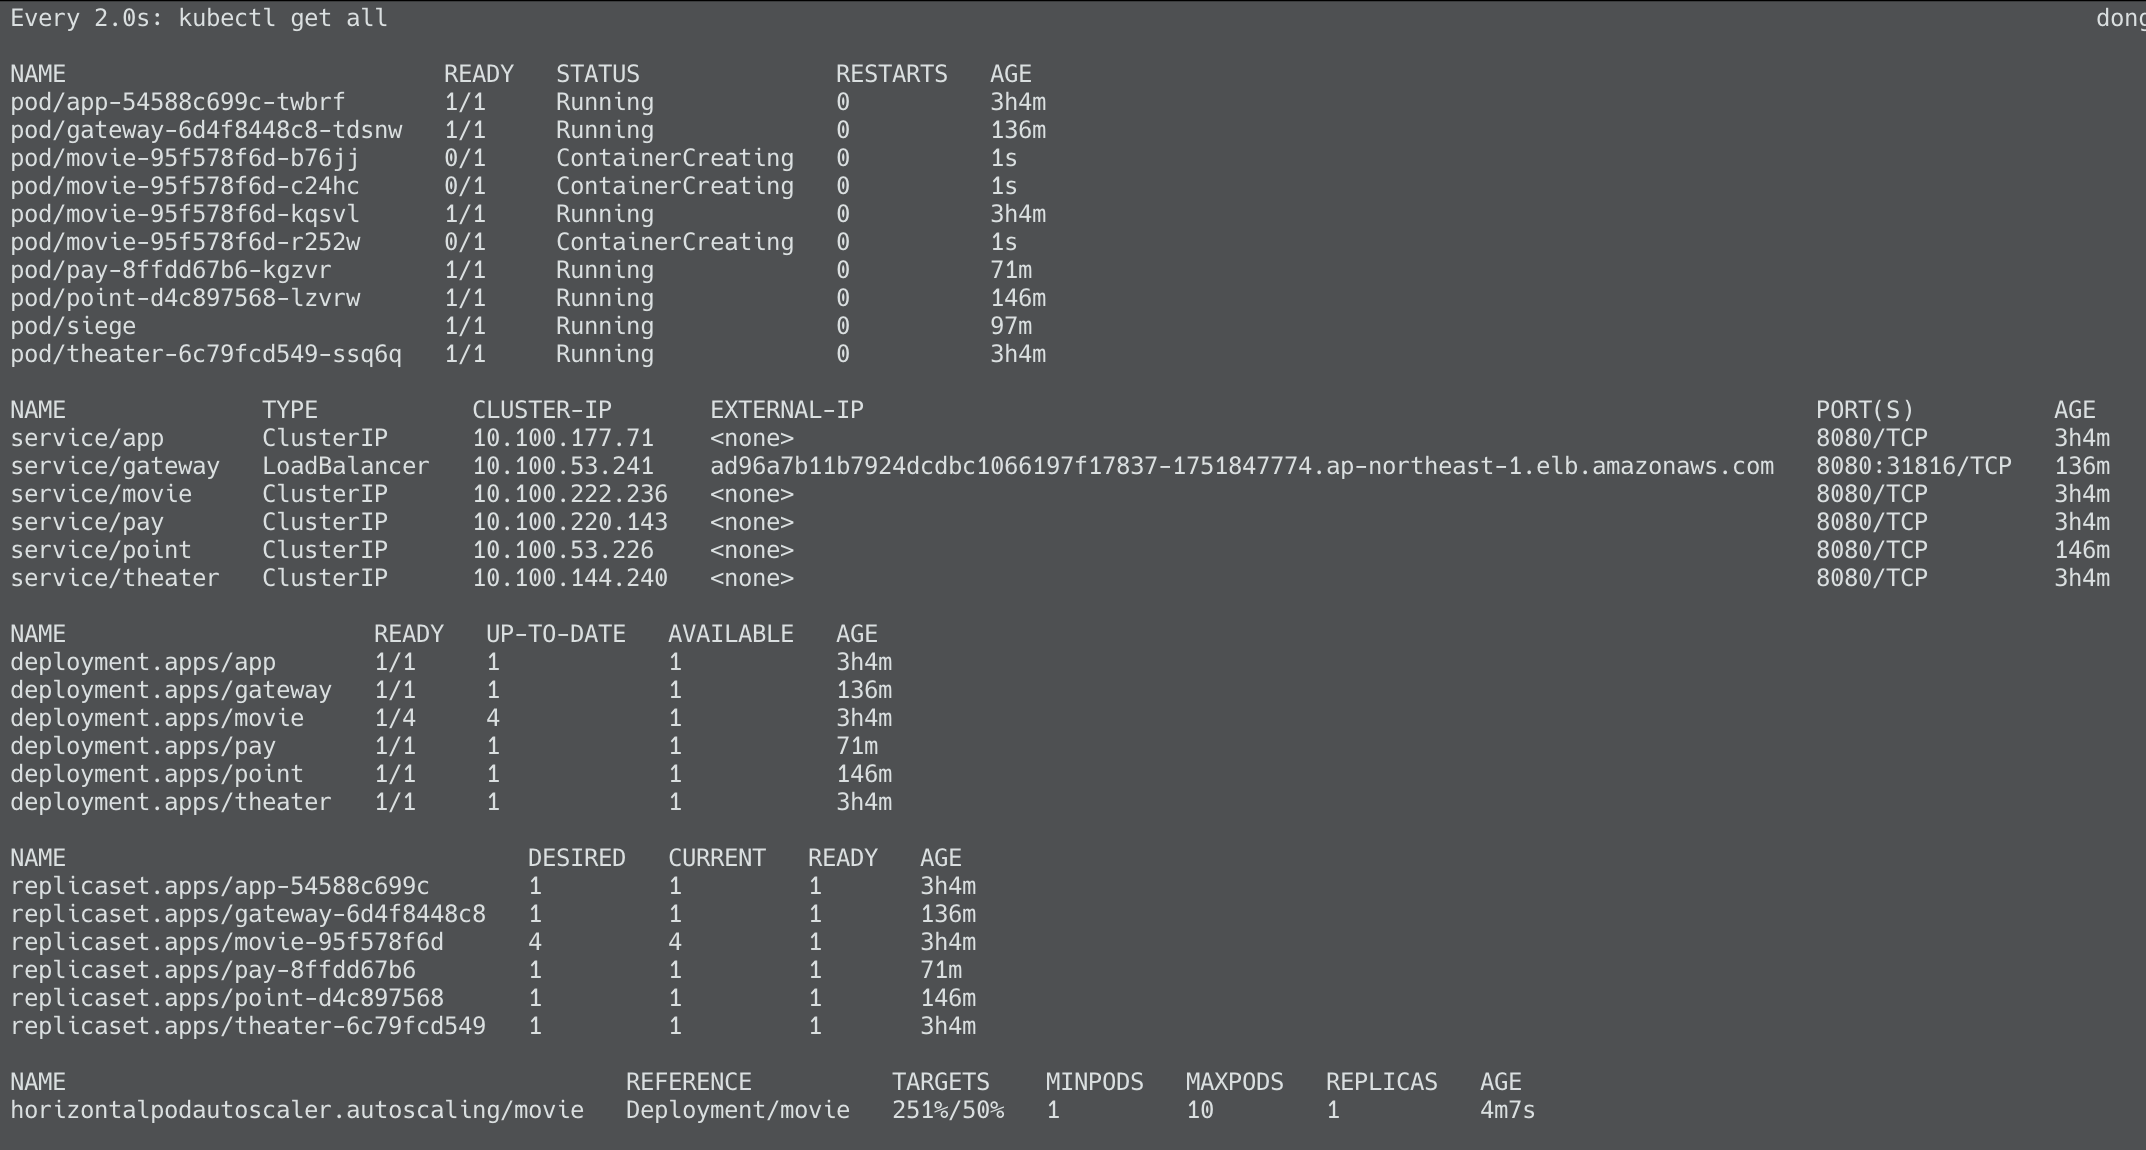 Every 2.0s: kubectl get all dong
NAME READY STATUS RESTARTS AGE
pod/app-54588c699c-twbrf 1/1 Running 0 3h4m
pod/gateway-6d4f8448c8-tdsnw 1/1 Running 0 136m
pod/movie-95f578f6d-b76jj 0/1 ContainerCreating 0 1s
pod/movie-95f578f6d-c24hc 0/1 ContainerCreating 0 1s
pod/movie-95f578f6d-kqsvl 1/1 Running 0 3h4m
pod/movie-95f578f6d-r252w 0/1 ContainerCreating 0 1s
pod/pay-8ffdd67b6-kgzvr 1/1 Running 0 71m
pod/point-d4c897568-lzvrw 1/1 Running 0 146m
pod/siege 1/1 Running 0 97m
pod/theater-6c79fcd549-ssq6q 1/1 Running 0 3h4m
NAME TYPE CLUSTER-IP EXTERNAL-IP PORT(S) AGE
service/app ClusterIP 10.100.177.71 <none> 8080/TCP 3h4m
service/gateway LoadBalancer 10.100.53.241 ad96a7b11b7924dcdbc1066197f17837-1751847774.ap-northeast-1.elb.amazonaws.com 8080:31816/TCP 136m
service/movie ClusterIP 10.100.222.236 <none> 8080/TCP 3h4m
service/pay ClusterIP 10.100.220.143 <none> 8080/TCP 3h4m
service/point ClusterIP 10.100.53.226 <none> 8080/TCP 146m
service/theater ClusterIP 10.100.144.240 <none> 8080/TCP 3h4m
NAME READY UP-TO-DATE AVAILABLE AGE
deployment.apps/app 1/1 1 1 3h4m
deployment.apps/gateway 1/1 1 1 136m
deployment.apps/movie 1/4 4 1 3h4m
deployment.apps/pay 1/1 1 1 71m
deployment.apps/point 1/1 1 1 146m
deployment.apps/theater 1/1 1 1 3h4m
NAME DESIRED CURRENT READY AGE
replicaset.apps/app-54588c699c 1 1 1 3h4m
replicaset.apps/gateway-6d4f8448c8 1 1 1 136m
replicaset.apps/movie-95f578f6d 4 4 1 3h4m
replicaset.apps/pay-8ffdd67b6 1 1 1 71m
replicaset.apps/point-d4c897568 1 1 1 146m
replicaset.apps/theater-6c79fcd549 1 1 1 3h4m
NAME REFERENCE TARGETS MINPODS MAXPODS REPLICAS AGE
horizontalpodautoscaler.autoscaling/movie Deployment/movie 251%/50% 1 10 1 4m7s